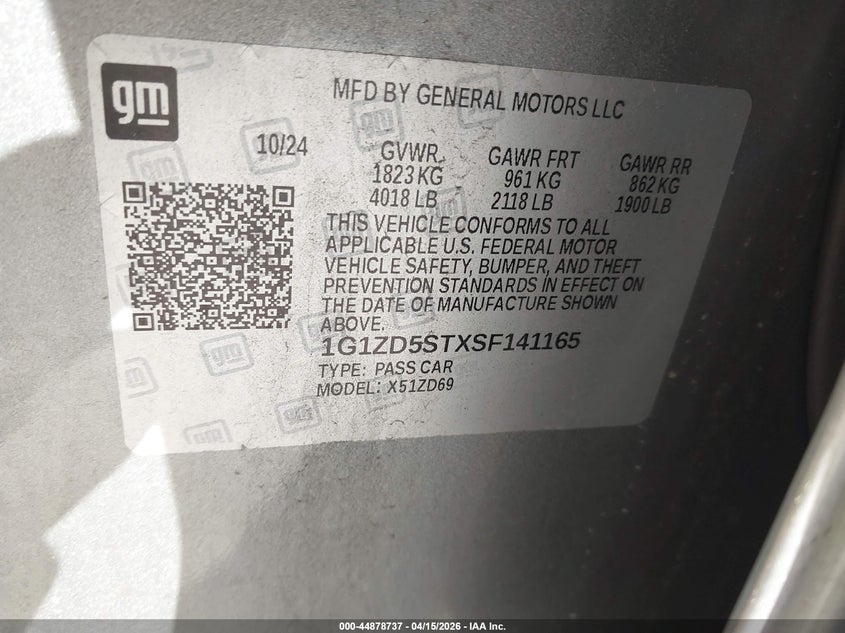 gm
MFD BY GENERAL MOTORS LLC
10/24
GVWR
1823 KG
4018 LB
GAWR FRT
961 KG
2118 LB
GAWR RR
862 KG
1900 LB
THIS VEHICLE CONFORMS TO ALL
APPLICABLE U.S. FEDERAL MOTOR
VEHICLE SAFETY, BUMPER, AND THEFT
PREVENTION STANDARDS IN EFFECT ON
THE DATE OF MANUFACTURE SHOWN
ABOVE.
1G1ZD5STXSF141165
TYPE: PASS CAR
MODEL: X51ZD69
000-44878737 - 04/15/2026 - IAA Inc.